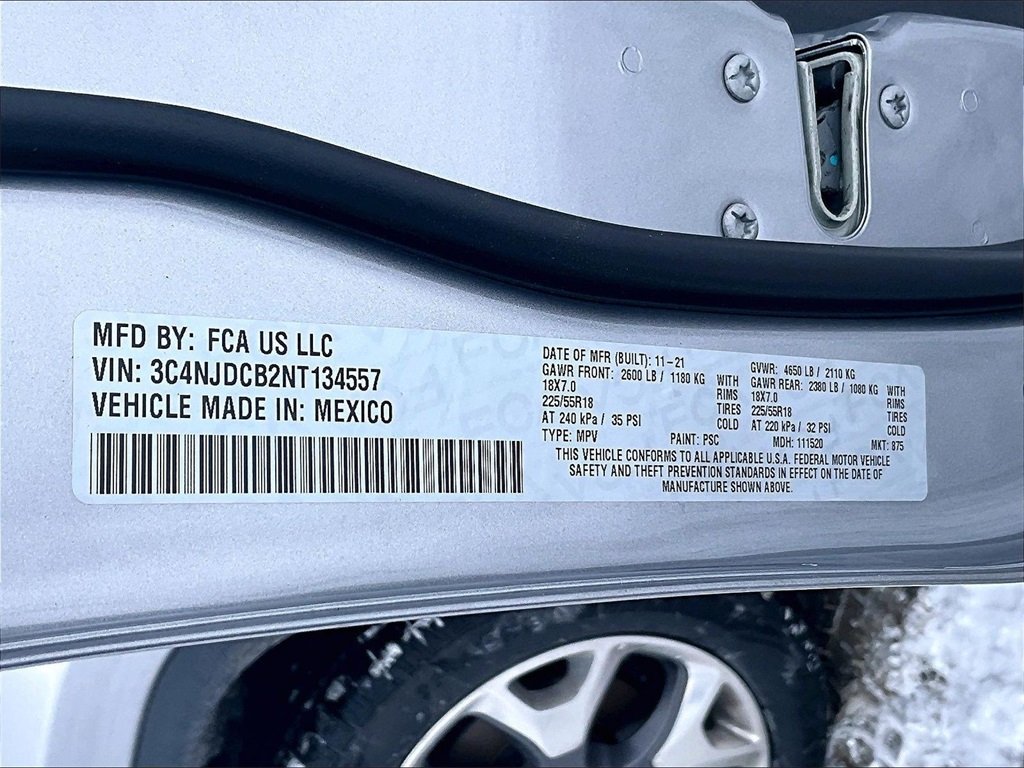 MFD BY: FCA US LLC
VIN: 3C4NJDCB2NT134557
VEHICLE MADE IN: MEXICO
DATE OF MFR (BUILT): 11-21
GVWR: 4650 LB / 2110 KG
GAWR FRONT: 2600 LB / 1180 KG WITH
18X7.0 RIMS
225/55R18 TIRES
AT 240 kPa / 35 PSI COLD
GAWR REAR: 2380 LB / 1080 KG WITH
18X7.0 RIMS
225/55R18 TIRES
AT 220 kPa / 32 PSI COLD
TYPE: MPV PAINT: PSC MDH: 111520 MKT: 875
THIS VEHICLE CONFORMS TO ALL APPLICABLE U.S.A. FEDERAL MOTOR VEHICLE
SAFETY AND THEFT PREVENTION STANDARDS IN EFFECT ON THE DATE OF
MANUFACTURE SHOWN ABOVE.